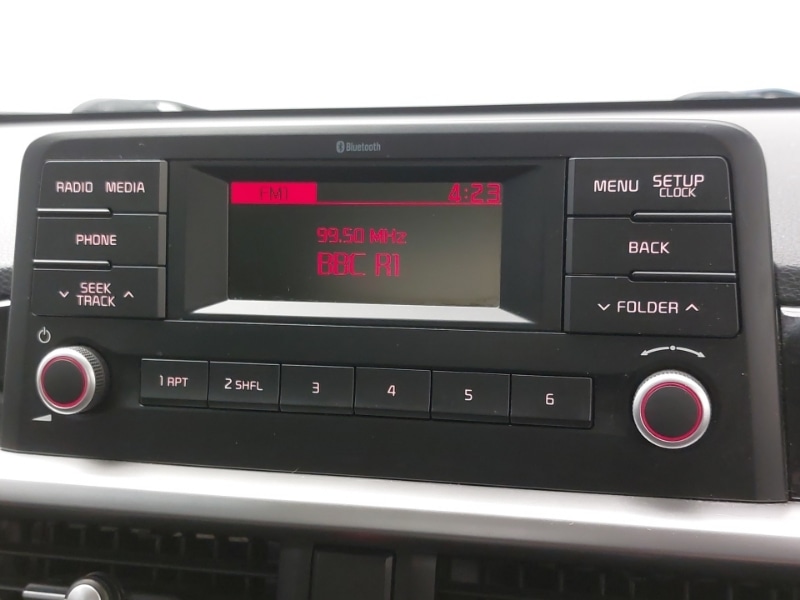 Bluetooth
RADIO MEDIA
PHONE
SEEK
TRACK
FM1 4:23
99.50 MHz
BBC R1
MENU SETUP
CLOCK
BACK
FOLDER
1 RPT 2 SHFL 3 4 5 6